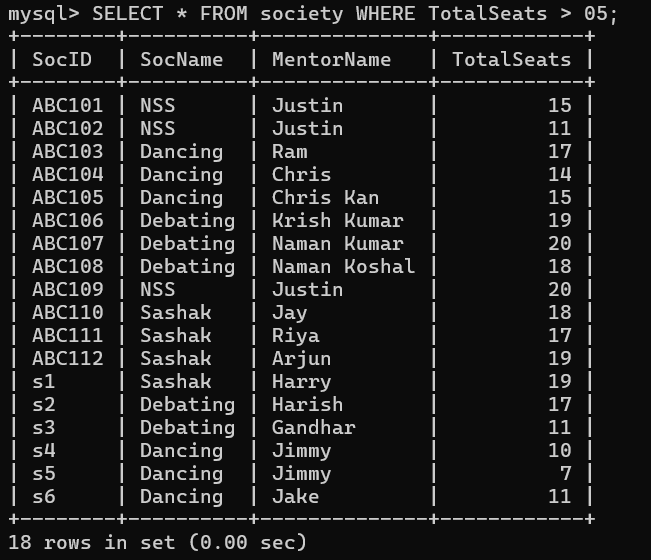 mysql> SELECT * FROM society WHERE TotalSeats > 05;
+--------+----------+--------------+------------+
| SocID  | SocName  | MentorName   | TotalSeats |
+--------+----------+--------------+------------+
| ABC101 | NSS      | Justin       |         15 |
| ABC102 | NSS      | Justin       |         11 |
| ABC103 | Dancing  | Ram          |         17 |
| ABC104 | Dancing  | Chris        |         14 |
| ABC105 | Dancing  | Chris Kan    |         15 |
| ABC106 | Debating | Krish Kumar  |         19 |
| ABC107 | Debating | Naman Kumar  |         20 |
| ABC108 | Debating | Naman Koshal |         18 |
| ABC109 | NSS      | Justin       |         20 |
| ABC110 | Sashak   | Jay          |         18 |
| ABC111 | Sashak   | Riya         |         17 |
| ABC112 | Sashak   | Arjun        |         19 |
| s1     | Sashak   | Harry        |         19 |
| s2     | Debating | Harish       |         17 |
| s3     | Debating | Gandhar      |         11 |
| s4     | Dancing  | Jimmy        |         10 |
| s5     | Dancing  | Jimmy        |          7 |
| s6     | Dancing  | Jake         |         11 |
+--------+----------+--------------+------------+
18 rows in set (0.00 sec)